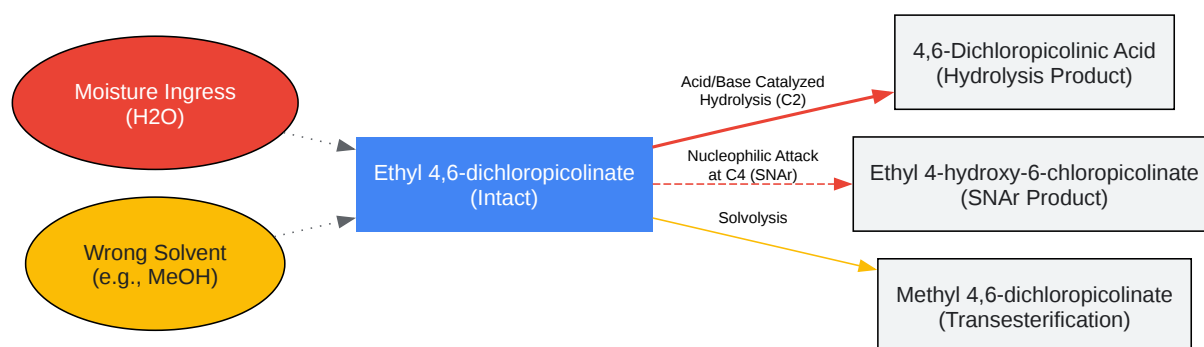 Moisture Ingress
(H2O)
Wrong Solvent
(e.g., MeOH)
Ethyl 4,6-dichloropicolinate
(Intact)
Acid/Base Catalyzed
Hydrolysis (C2)
Nucleophilic Attack
at C4 (SNAr)
Solvolysis
4,6-Dichloropicolinic Acid
(Hydrolysis Product)
Ethyl 4-hydroxy-6-chloropicolinate
(SNAr Product)
Methyl 4,6-dichloropicolinate
(Transesterification)